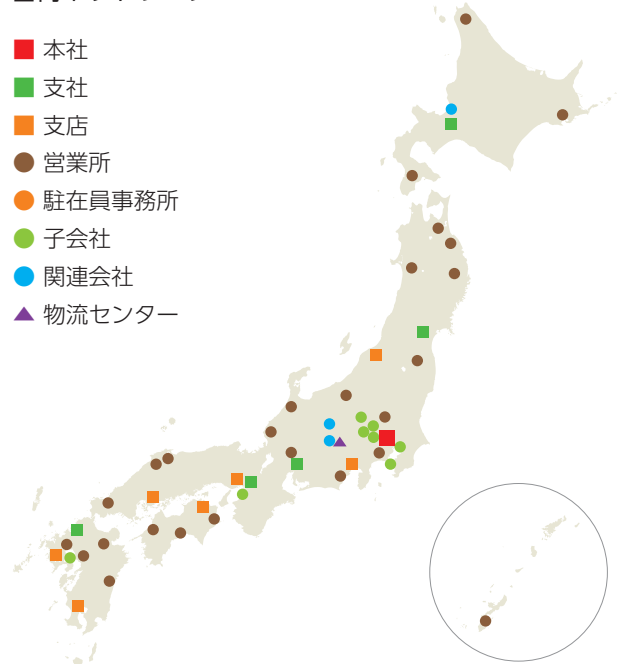 本社
支社
支店
営業所
駐在員事務所
子会社
関連会社
物流センター